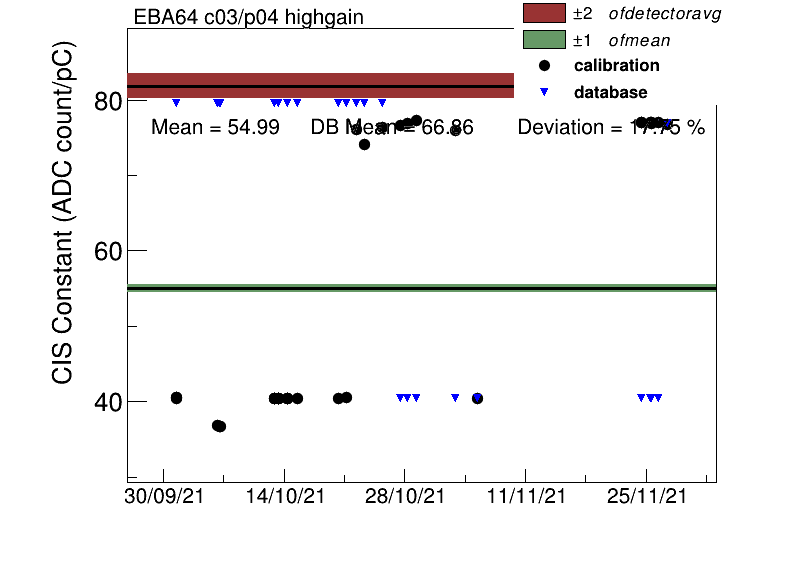 EBA64 c03/p04 highgain
±2 ofdetectoravg
±1 ofmean
calibration
database
CIS Constant (ADC count/pC)
80
60
40
Mean = 54.99 DB Mean = 66.86 Deviation = 17.75 %
30/09/21 14/10/21 28/10/21 11/11/21 25/11/21